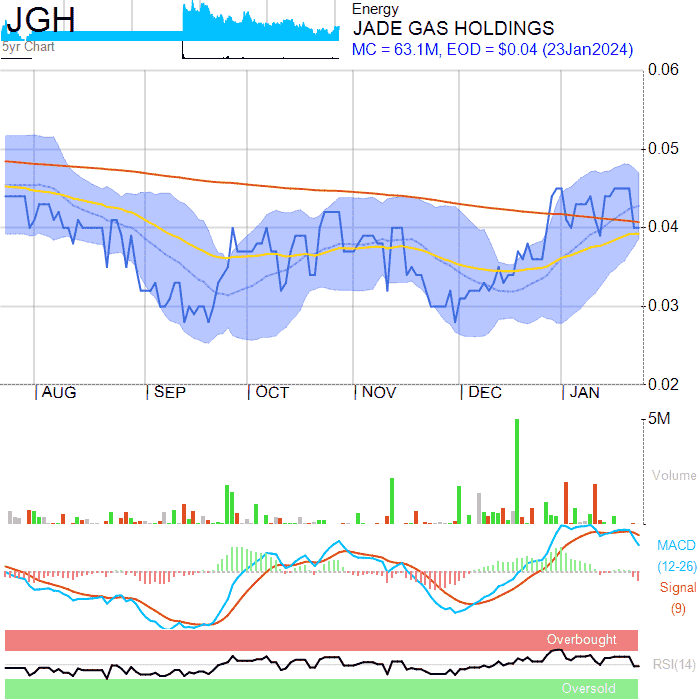 JGH
5yr Chart
Energy
JADE GAS HOLDINGS
MC = 63.1M, EOD = $0.04 (23Jan2024)
0.06
0.05
0.04
0.03
0.02
AUG SEP OCT NOV DEC JAN
5M
Volume
MACD
(12-26)
Signal
(9)
Overbought
RSI(14)
Oversold